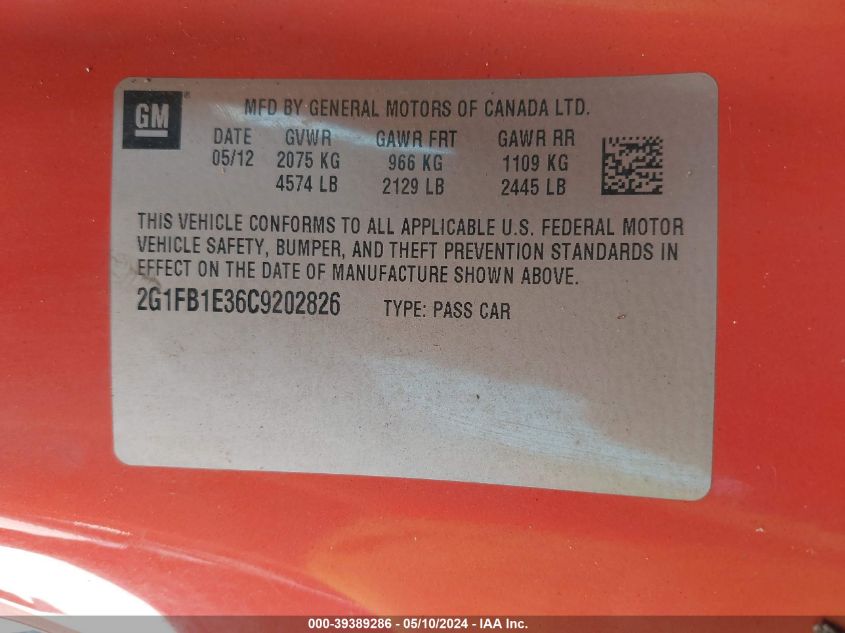 GM®
MFD BY GENERAL MOTORS OF CANADA LTD.
DATE GVWR GAWR FRT GAWR RR
05/12 2075 KG 966 KG 1109 KG
4574 LB 2129 LB 2445 LB
THIS VEHICLE CONFORMS TO ALL APPLICABLE U.S. FEDERAL MOTOR
VEHICLE SAFETY, BUMPER, AND THEFT PREVENTION STANDARDS IN
EFFECT ON THE DATE OF MANUFACTURE SHOWN ABOVE.
2G1FB1E36C9202826 TYPE: PASS CAR
000-39389286 - 05/10/2024 - IAA Inc.